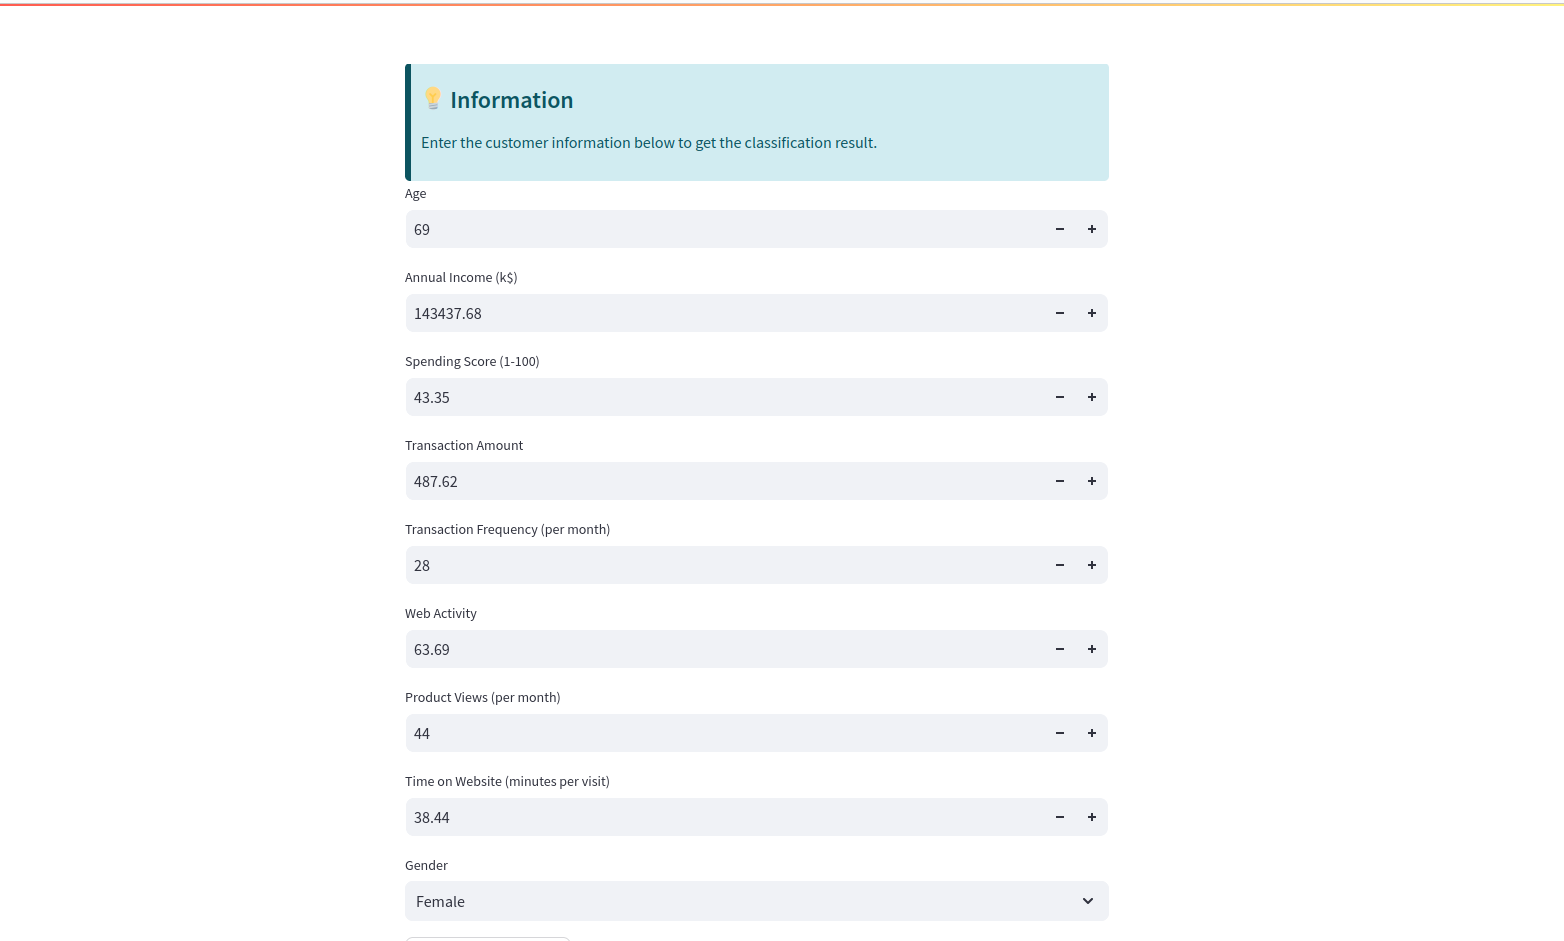 Information
Enter the customer information below to get the classification result.
Age
69
Annual Income (k$)
143437.68
Spending Score (1-100)
43.35
Transaction Amount
487.62
Transaction Frequency (per month)
28
Web Activity
63.69
Product Views (per month)
44
Time on Website (minutes per visit)
38.44
Gender
Female